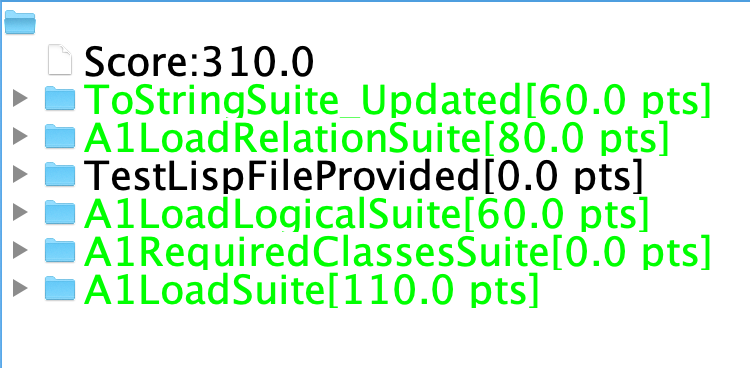 Score:310.0
ToStringSuite_Updated[60.0 pts]
A1LoadRelationSuite[80.0 pts]
TestLispFileProvided[0.0 pts]
A1LoadLogicalSuite[60.0 pts]
A1RequiredClassesSuite[0.0 pts]
A1LoadSuite[110.0 pts]